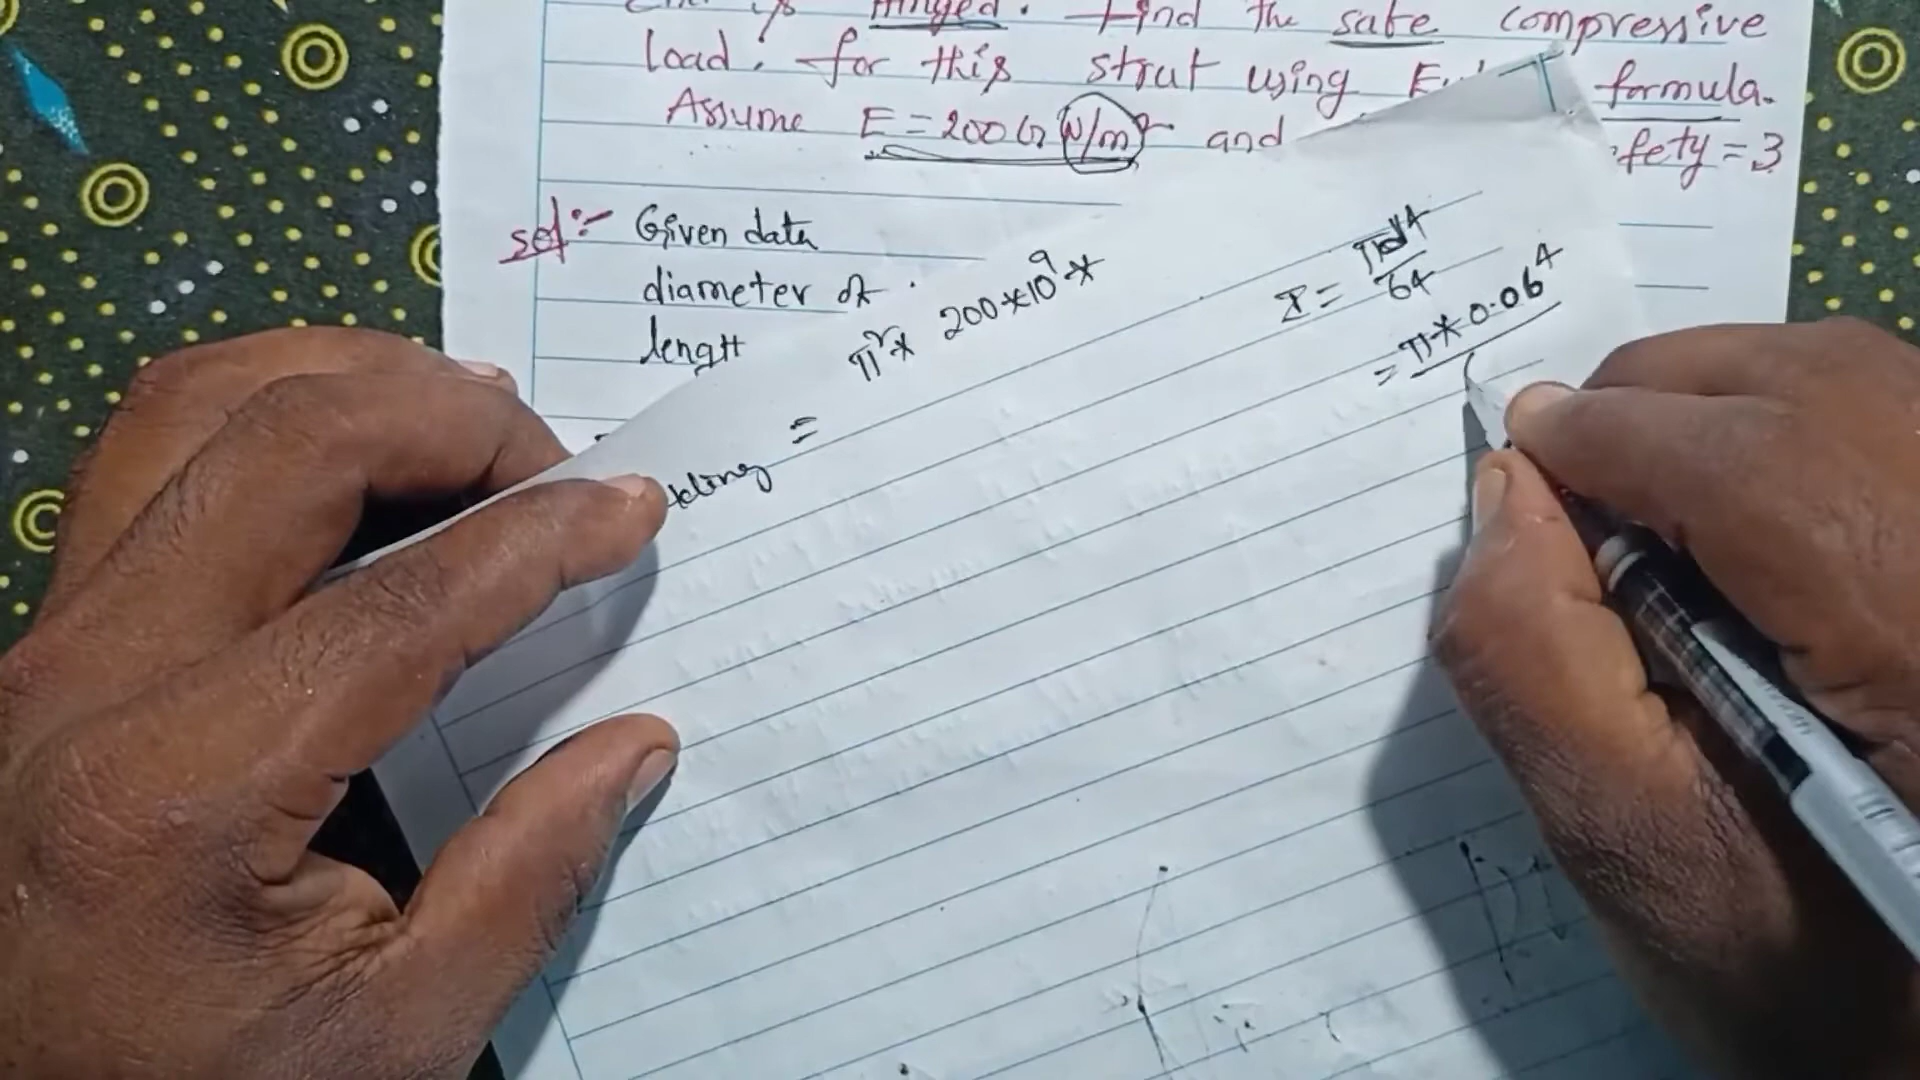 hinged. Find the safe compressive
load. for this strut using formula.
Assume E = 200 G N/m² and fety = 3
sol:- Given data
diameter of
length
kling = π² * 200*10⁹ *
I = πd⁴/64
= π * 0.06⁴